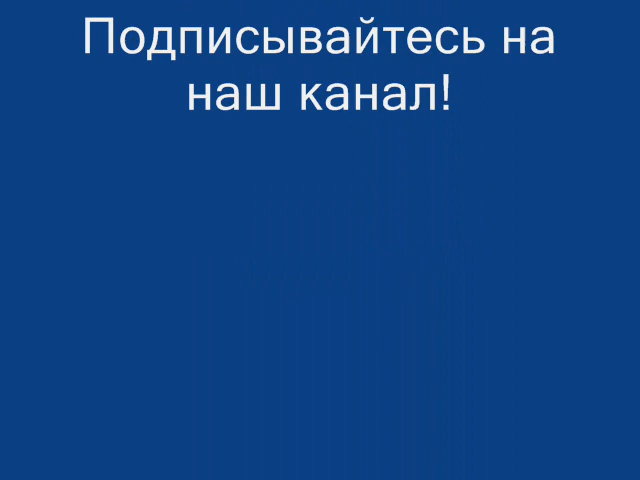 Подписывайтесь на
наш канал!